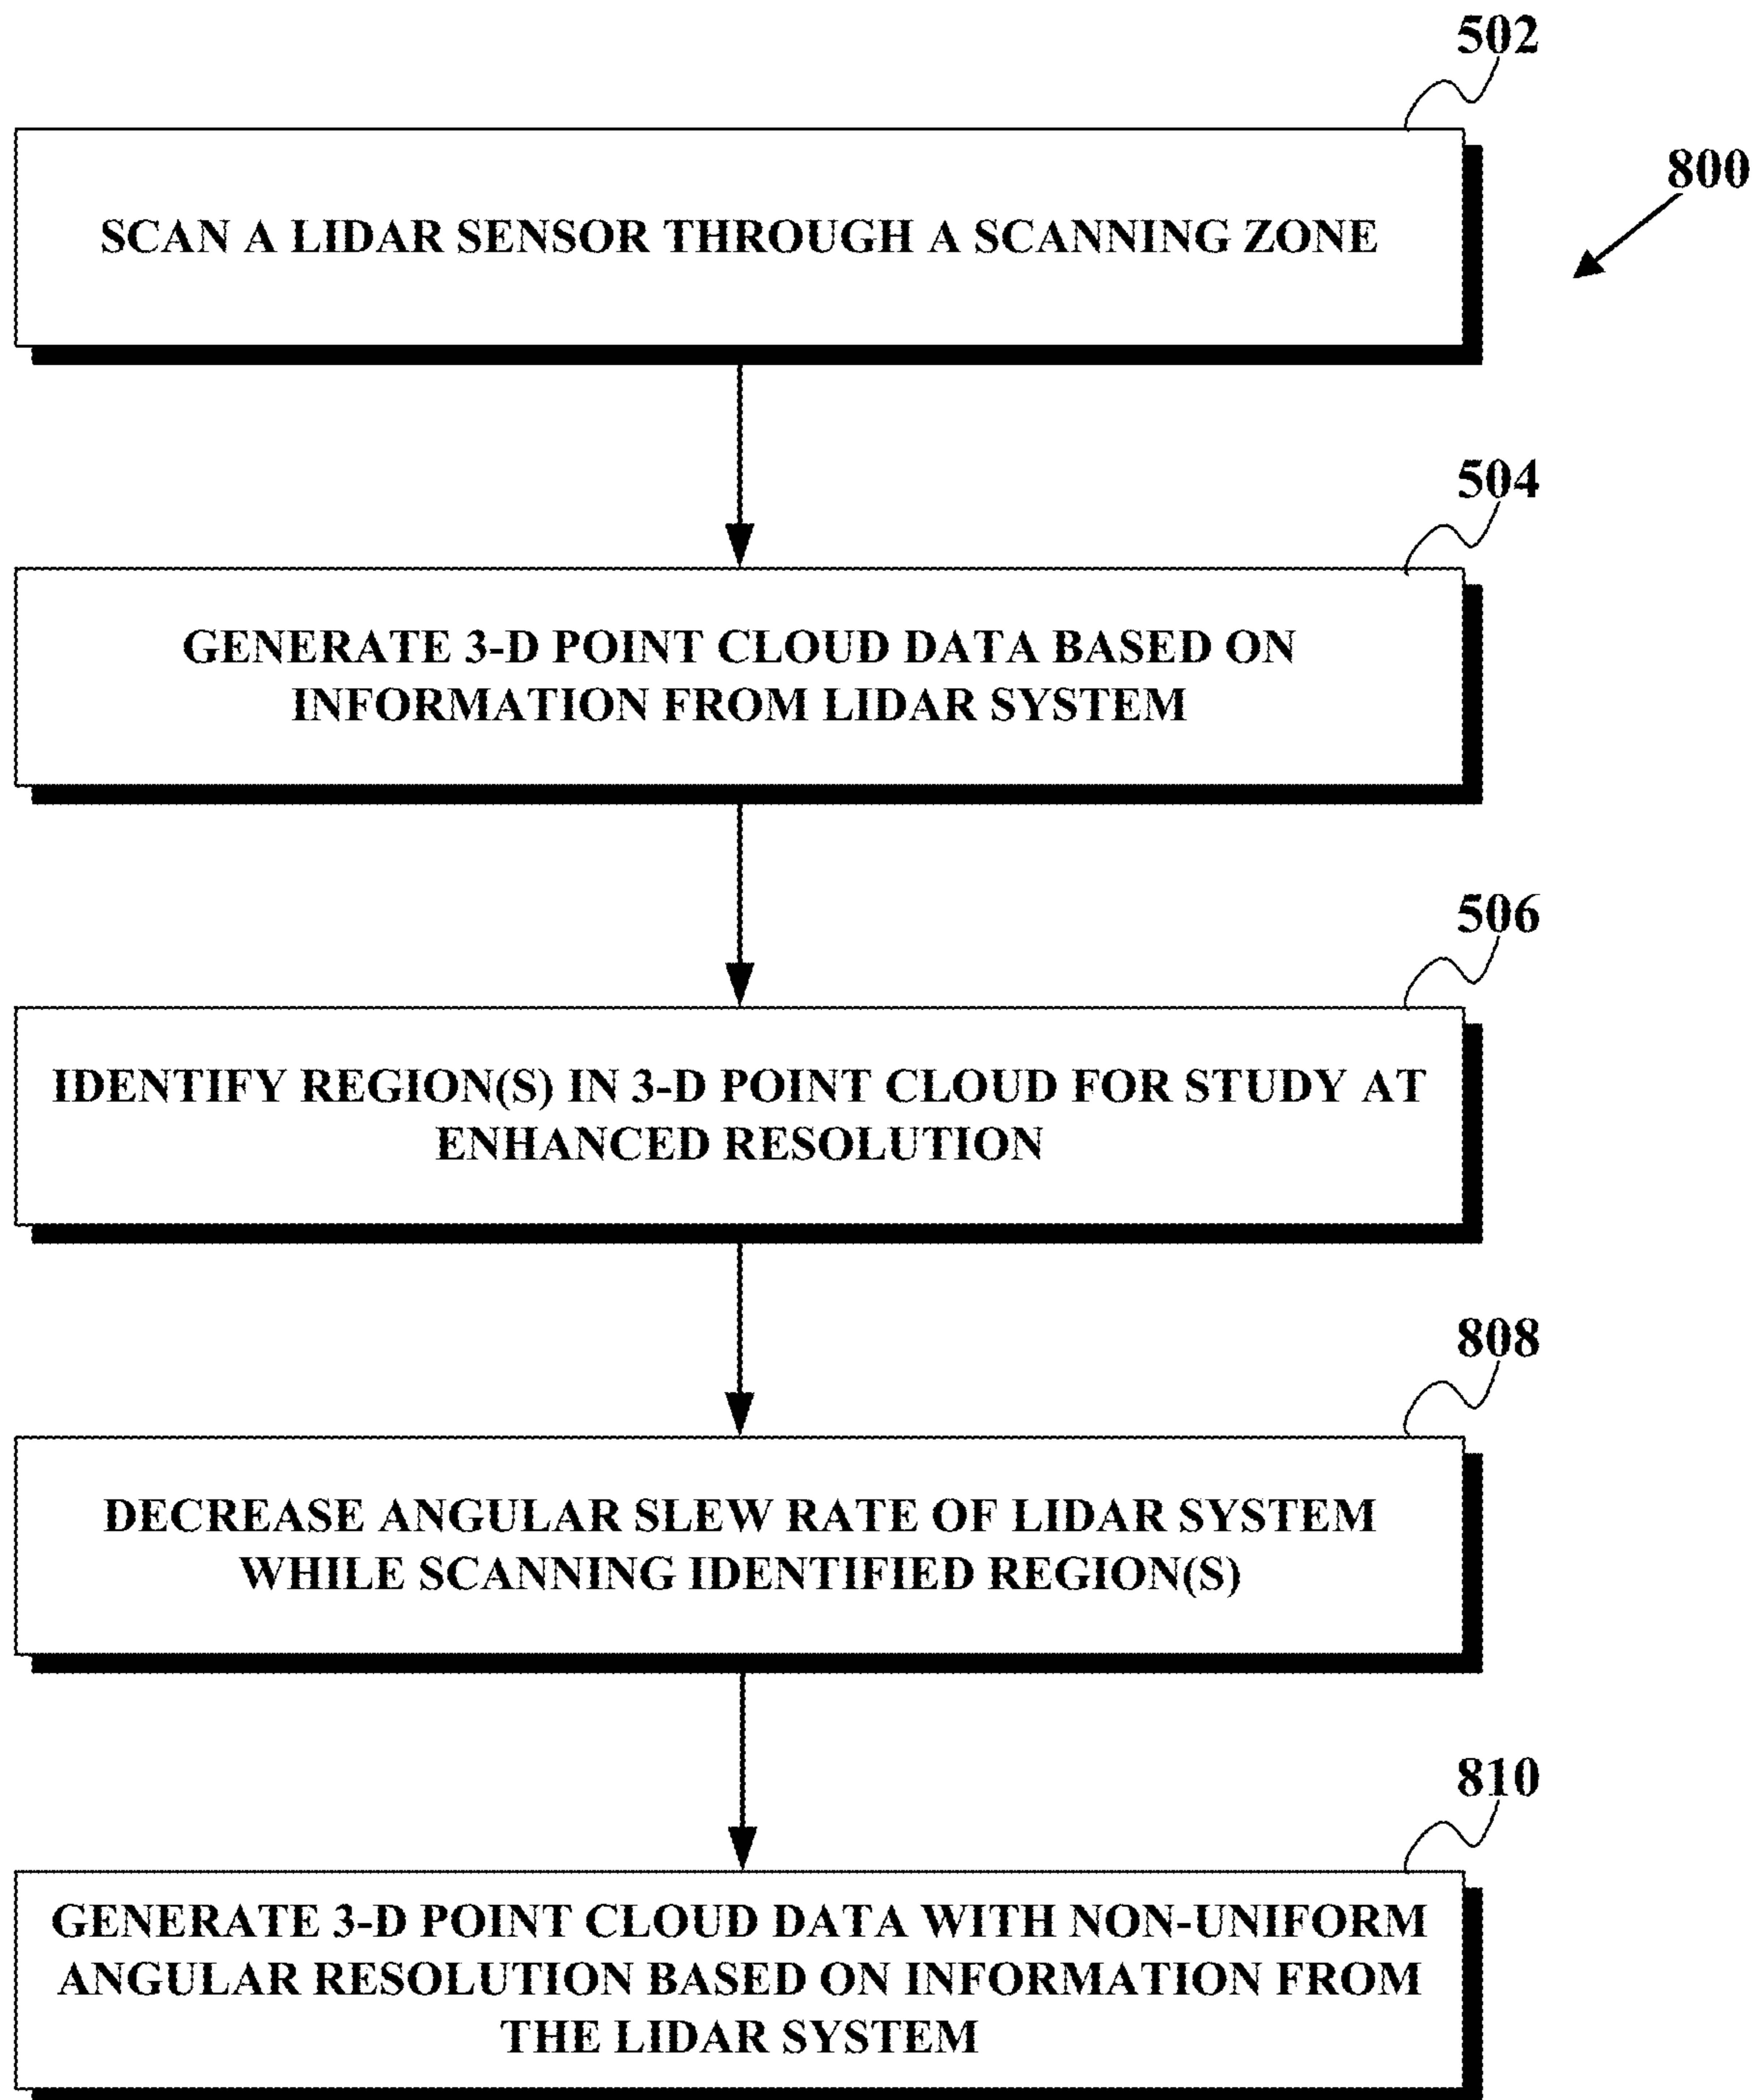 502
800
SCAN A LIDAR SENSOR THROUGH A SCANNING ZONE
504
GENERATE 3-D POINT CLOUD DATA BASED ON
INFORMATION FROM LIDAR SYSTEM
506
IDENTIFY REGION(S) IN 3-D POINT CLOUD FOR STUDY AT
ENHANCED RESOLUTION
808
DECREASE ANGULAR SLEW RATE OF LIDAR SYSTEM
WHILE SCANNING IDENTIFIED REGION(S)
810
GENERATE 3-D POINT CLOUD DATA WITH NON-UNIFORM
ANGULAR RESOLUTION BASED ON INFORMATION FROM
THE LIDAR SYSTEM